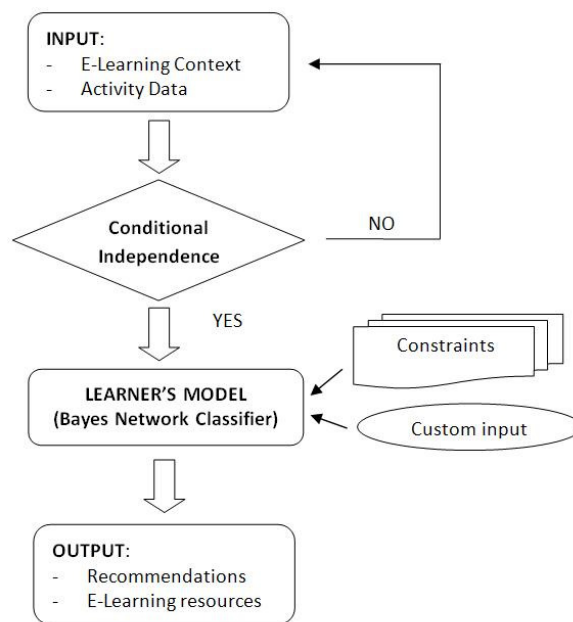 INPUT:
- E-Learning Context
- Activity Data
Conditional
Independence
NO
YES
Constraints
LEARNER'S MODEL
(Bayes Network Classifier)
Custom input
OUTPUT:
- Recommendations
- E-Learning resources